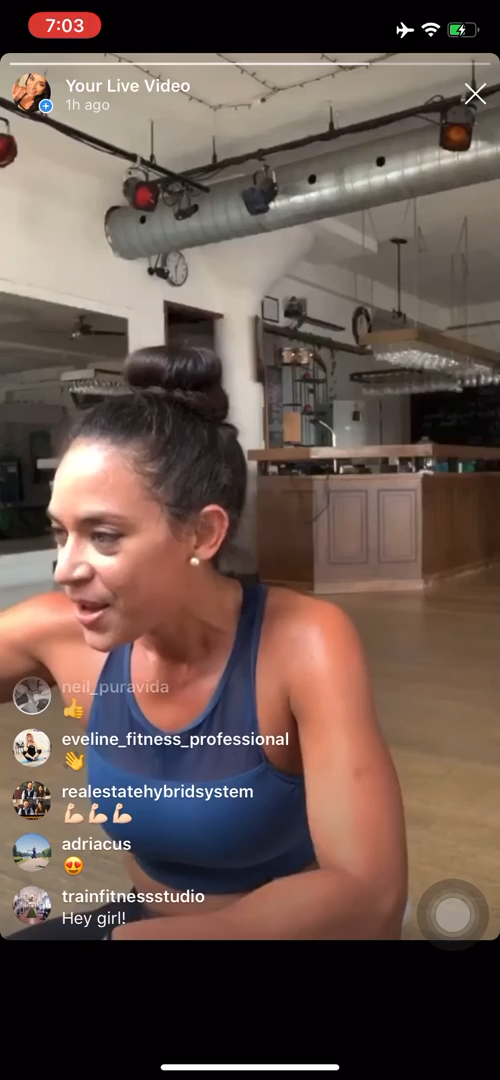 7:03
Your Live Video
1h ago
neil_puravida
👍
eveline_fitness_professional
👋
realestatehybridsystem
💪🏻💪🏻💪🏻
adriacus
😍
trainfitnessstudio
Hey girl!